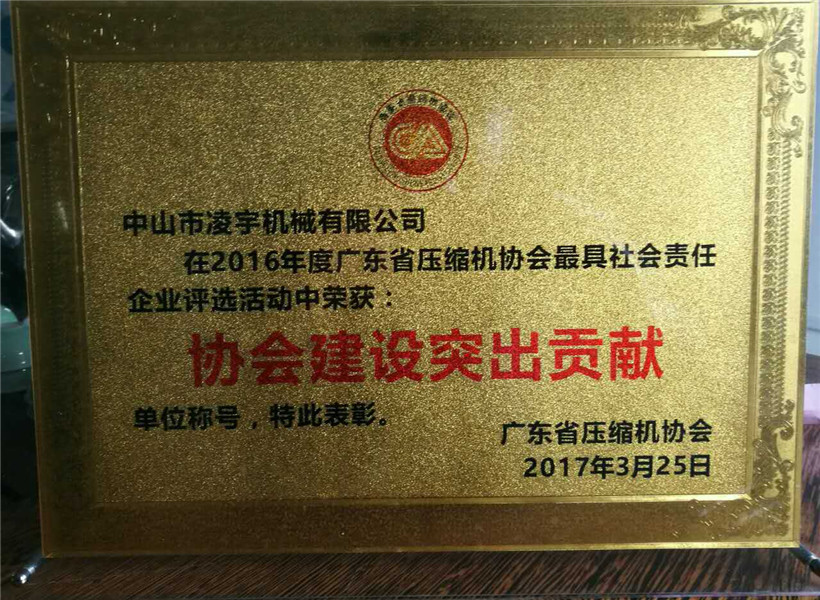 中山市凌宇机械有限公司
在2016年度广东省压缩机协会最具社会责任
企业评选活动中荣获：
协会建设突出贡献
单位称号，特此表彰。
广东省压缩机协会
2017年3月25日